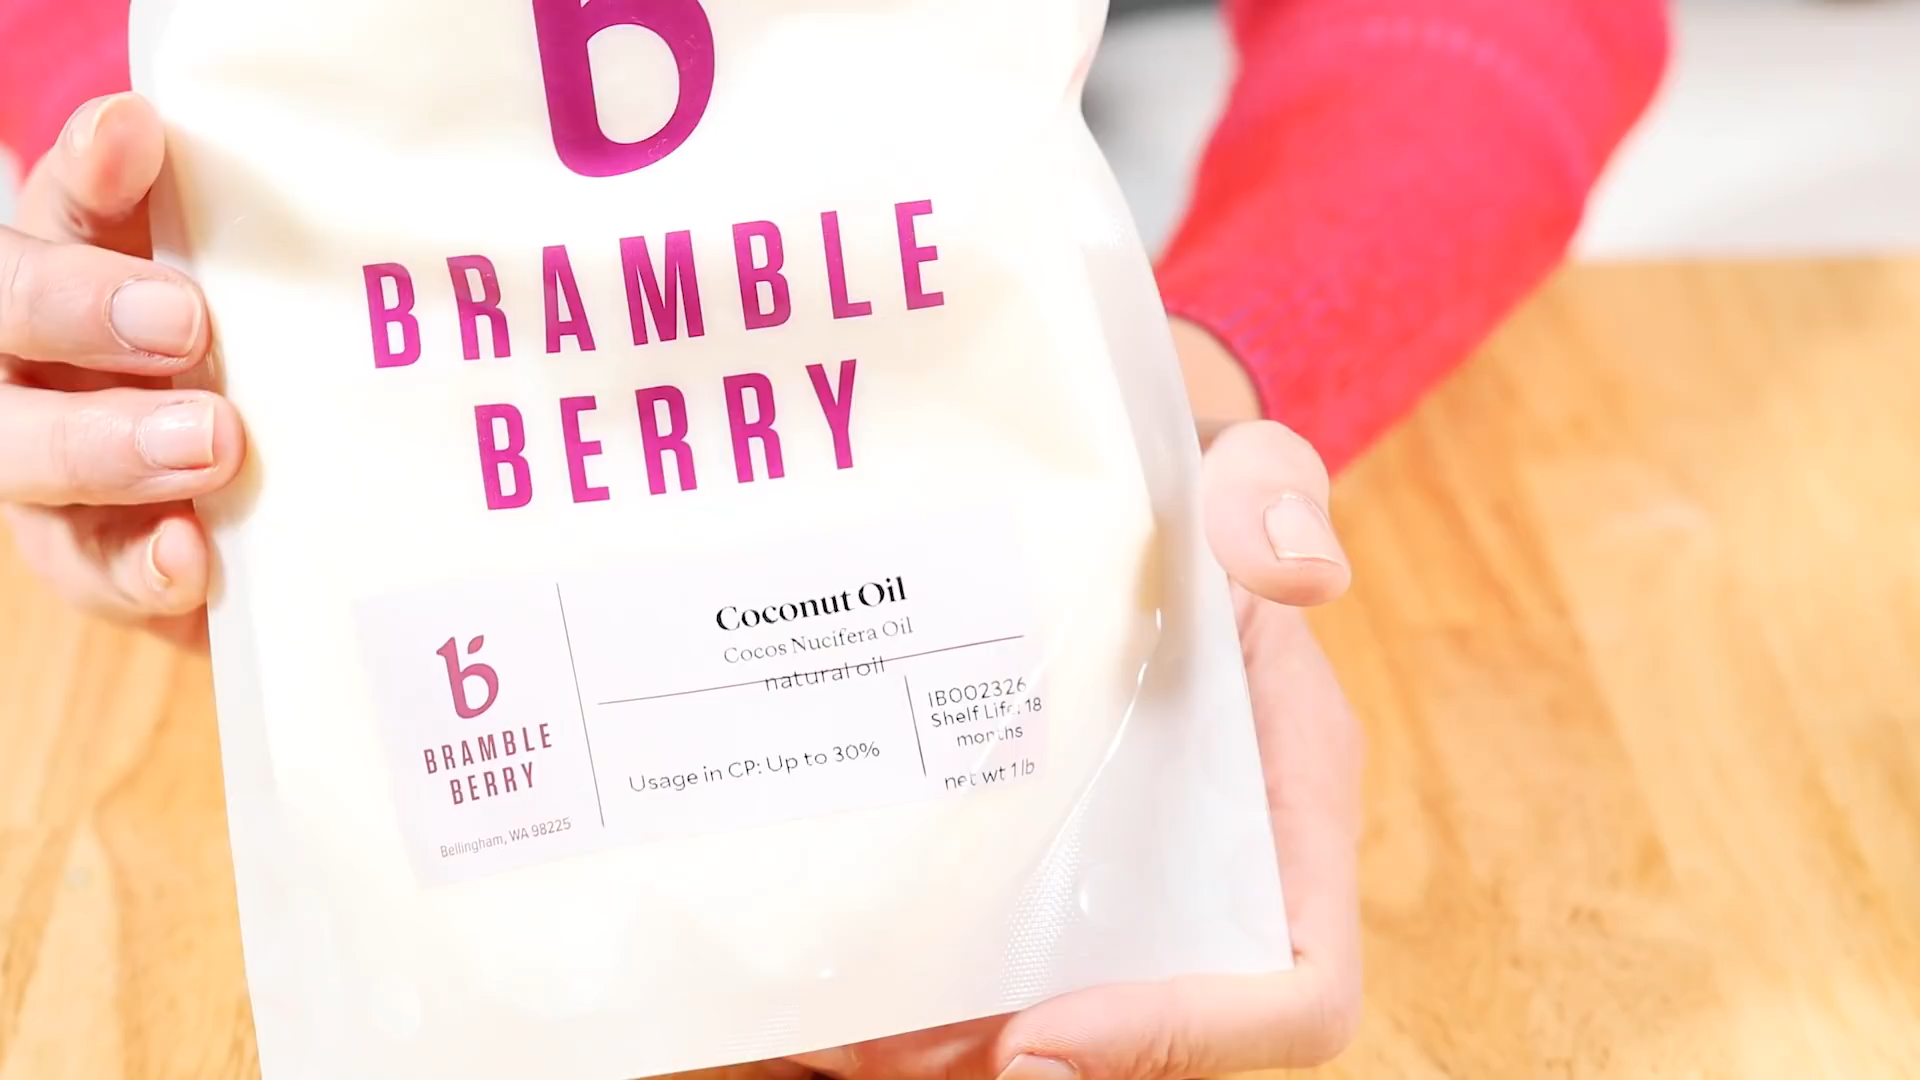 b
BRAMBLE
BERRY
Coconut Oil
Cocos Nucifera Oil
natural oil
b
BRAMBLE
BERRY
Bellingham, WA 98225
Usage in CP: Up to 30%
IB002326
Shelf Life: 18
months
net wt 1 lb